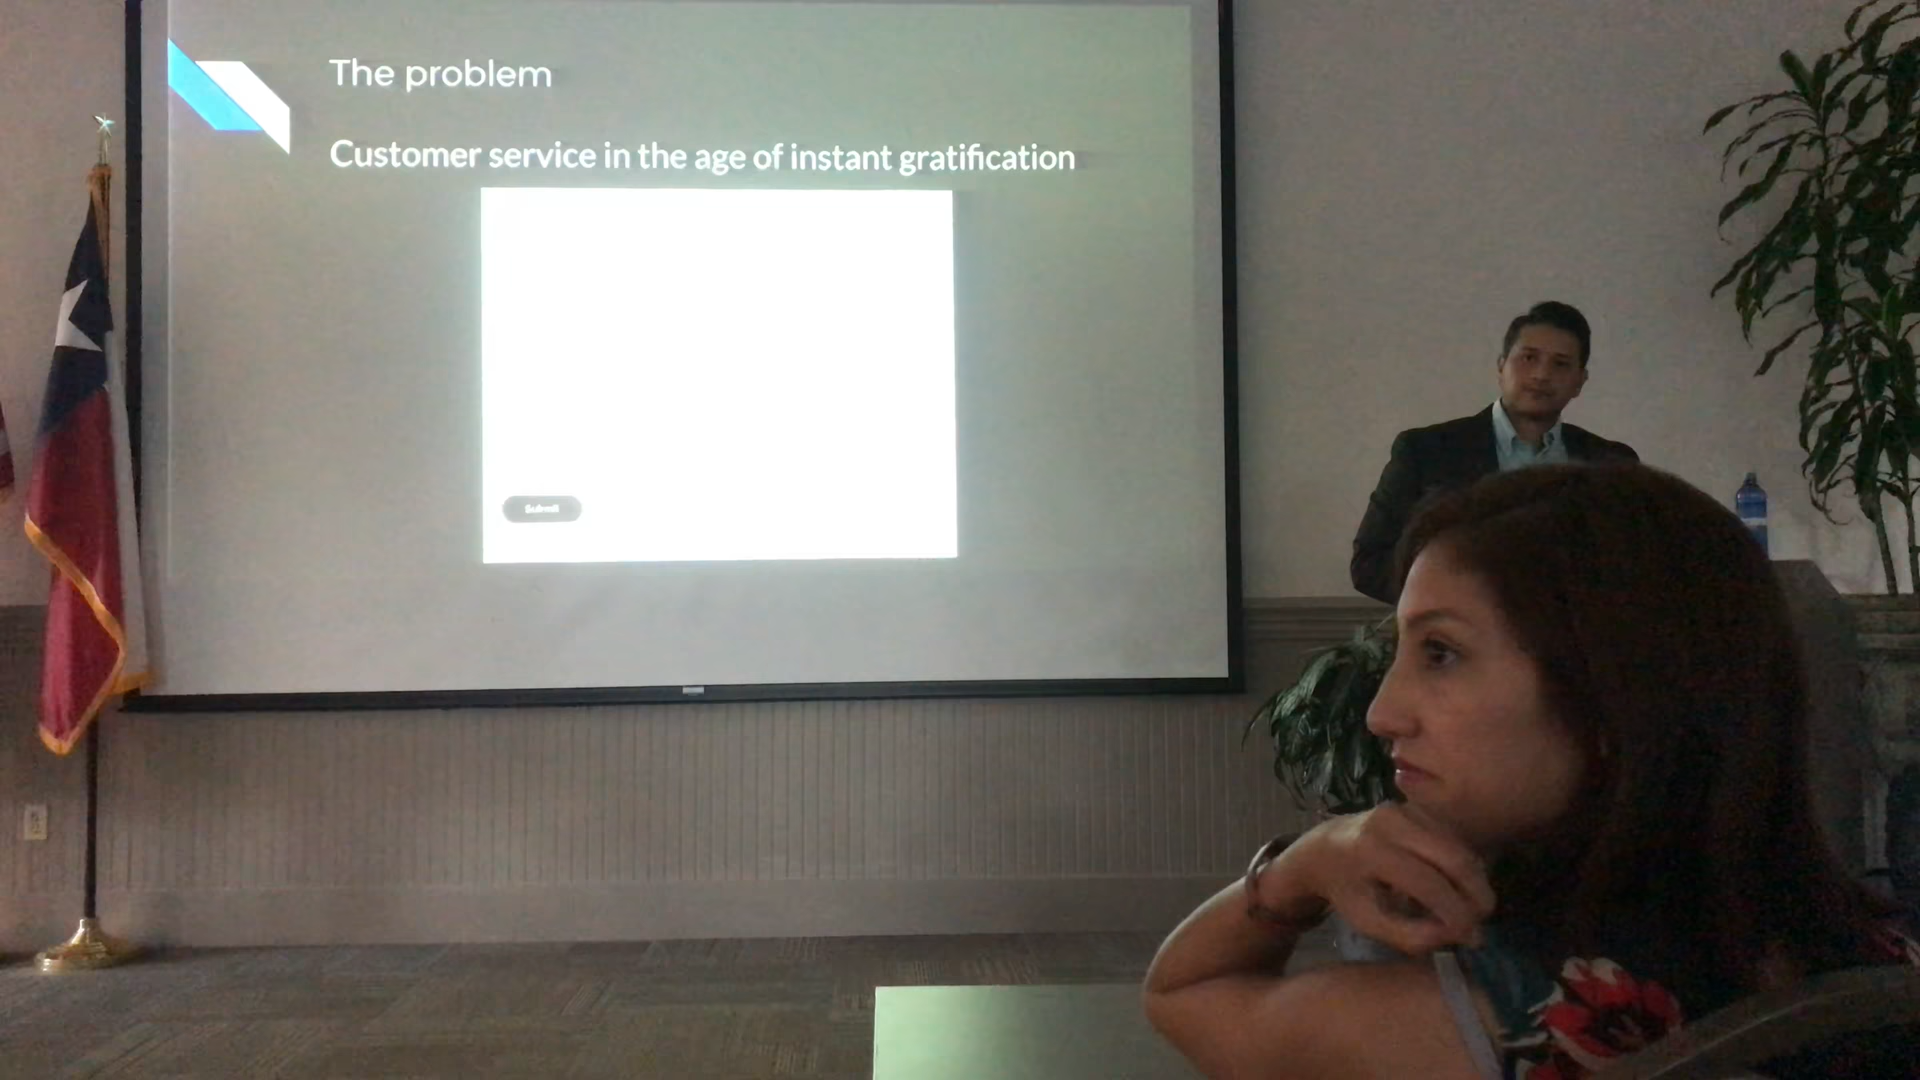 The problem
Customer service in the age of instant gratification
Submit